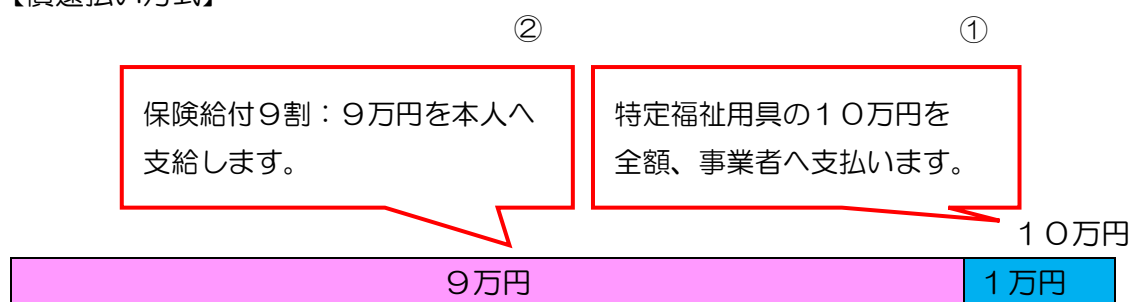 【償還払い方式】
②
①
保険給付９割：９万円を本人へ
支給します。
特定福祉用具の１０万円を
全額、事業者へ支払います。
１０万円
９万円
１万円